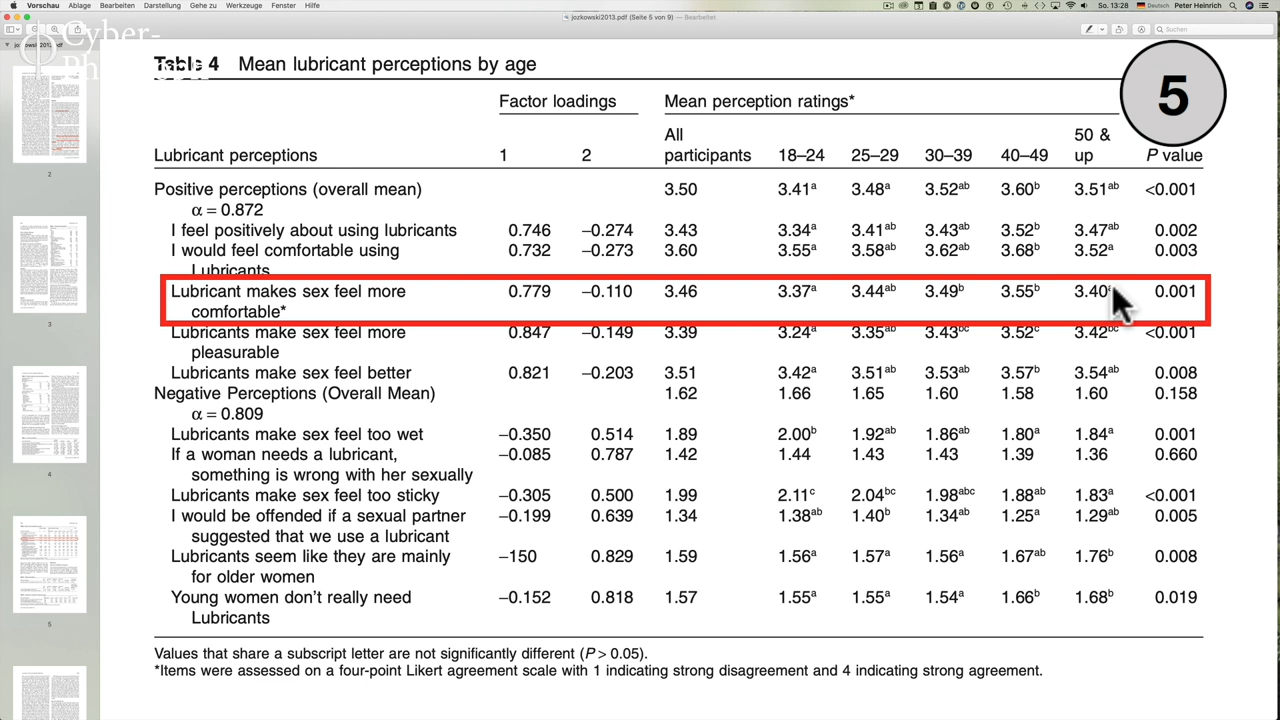 Vorschau Ablage Bearbeiten Darstellung Gehe zu Werkzeuge Fenster Hilfe So. 13:28 Deutsch Peter Heinrich
jozkowski2013.pdf (Seite 5 von 9) — Bearbeitet
Suchen
Cyber-
Table 4 Mean lubricant perceptions by age
5
Factor loadings Mean perception ratings*
All 50 &
Lubricant perceptions 1 2 participants 18–24 25–29 30–39 40–49 up P value
Positive perceptions (overall mean) 3.50 3.41ᵃ 3.48ᵃ 3.52ᵃᵇ 3.60ᵇ 3.51ᵃᵇ <0.001
α = 0.872
I feel positively about using lubricants 0.746 –0.274 3.43 3.34ᵃ 3.41ᵃᵇ 3.43ᵃᵇ 3.52ᵇ 3.47ᵃᵇ 0.002
I would feel comfortable using 0.732 –0.273 3.60 3.55ᵃ 3.58ᵃᵇ 3.62ᵃᵇ 3.68ᵇ 3.52ᵃ 0.003
Lubricants
Lubricant makes sex feel more 0.779 –0.110 3.46 3.37ᵃ 3.44ᵃᵇ 3.49ᵇ 3.55ᵇ 3.40 0.001
comfortable*
Lubricants make sex feel more 0.847 –0.149 3.39 3.24ᵃ 3.35ᵃᵇ 3.43ᵇᶜ 3.52ᶜ 3.42ᵇᶜ <0.001
pleasurable
Lubricants make sex feel better 0.821 –0.203 3.51 3.42ᵃ 3.51ᵃᵇ 3.53ᵃᵇ 3.57ᵇ 3.54ᵃᵇ 0.008
Negative Perceptions (Overall Mean) 1.62 1.66 1.65 1.60 1.58 1.60 0.158
α = 0.809
Lubricants make sex feel too wet –0.350 0.514 1.89 2.00ᵇ 1.92ᵃᵇ 1.86ᵃᵇ 1.80ᵃ 1.84ᵃ 0.001
If a woman needs a lubricant, –0.085 0.787 1.42 1.44 1.43 1.43 1.39 1.36 0.660
something is wrong with her sexually
Lubricants make sex feel too sticky –0.305 0.500 1.99 2.11ᶜ 2.04ᵇᶜ 1.98ᵃᵇᶜ 1.88ᵃᵇ 1.83ᵃ <0.001
I would be offended if a sexual partner –0.199 0.639 1.34 1.38ᵃᵇ 1.40ᵇ 1.34ᵃᵇ 1.25ᵃ 1.29ᵃᵇ 0.005
suggested that we use a lubricant
Lubricants seem like they are mainly –150 0.829 1.59 1.56ᵃ 1.57ᵃ 1.56ᵃ 1.67ᵃᵇ 1.76ᵇ 0.008
for older women
Young women don't really need –0.152 0.818 1.57 1.55ᵃ 1.55ᵃ 1.54ᵃ 1.66ᵇ 1.68ᵇ 0.019
Lubricants
Values that share a subscript letter are not significantly different (P > 0.05).
*Items were assessed on a four-point Likert agreement scale with 1 indicating strong disagreement and 4 indicating strong agreement.
2
3
4
5